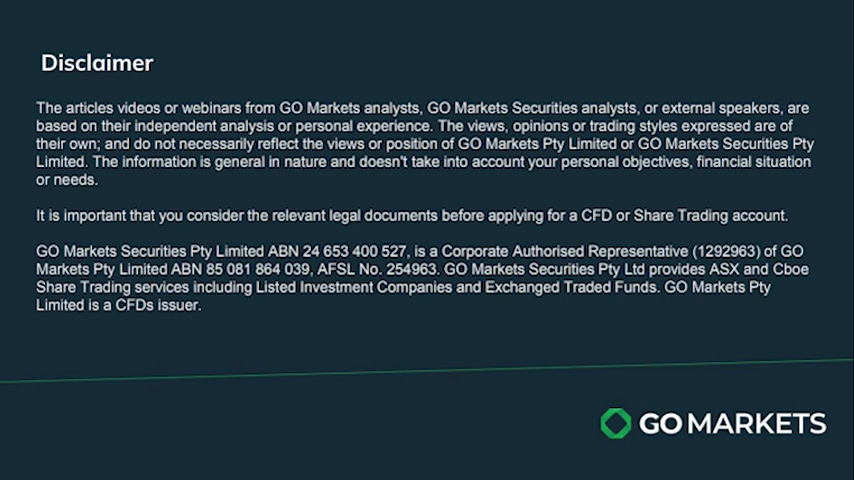 Disclaimer
The articles videos or webinars from GO Markets analysts, GO Markets Securities analysts, or external speakers, are
based on their independent analysis or personal experience. The views, opinions or trading styles expressed are of
their own; and do not necessarily reflect the views or position of GO Markets Pty Limited or GO Markets Securities Pty
Limited. The information is general in nature and doesn't take into account your personal objectives, financial situation
or needs.
It is important that you consider the relevant legal documents before applying for a CFD or Share Trading account.
GO Markets Securities Pty Limited ABN 24 653 400 527, is a Corporate Authorised Representative (1292963) of GO
Markets Pty Limited ABN 85 081 864 039, AFSL No. 254963. GO Markets Securities Pty Ltd provides ASX and Cboe
Share Trading services including Listed Investment Companies and Exchanged Traded Funds. GO Markets Pty
Limited is a CFDs issuer.
GO MARKETS